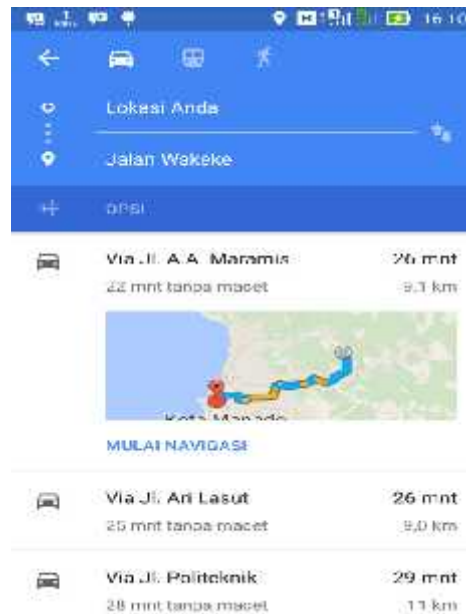 16:10
Lokasi Anda
Jalan Wakeke
OPSI
Via Jl. A.A. Maramis 26 mnt
22 mnt tanpa macet 9,1 km
Kota Manado
MULAI NAVIGASI
Via Jl. Ari Lasut 26 mnt
25 mnt tanpa macet 9,0 km
Via Jl. Politeknik 29 mnt
28 mnt tanpa macet 11 km